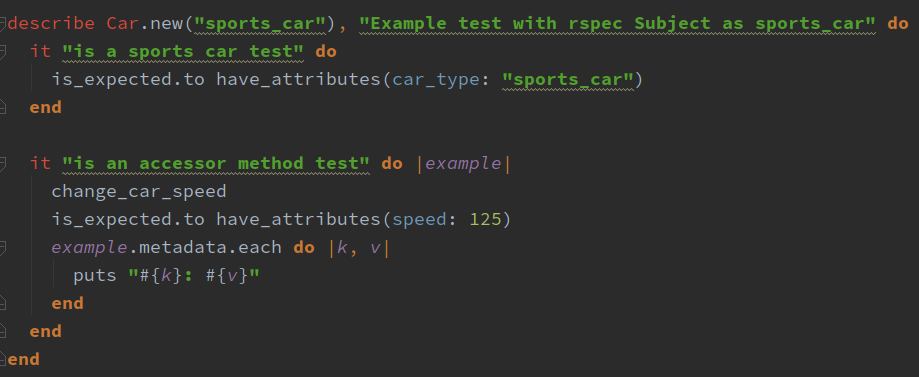 describe Car.new("sports_car"), "Example test with rspec Subject as sports_car" do
  it "is a sports car test" do
    is_expected.to have_attributes(car_type: "sports_car")
  end

  it "is an accessor method test" do |example|
    change_car_speed
    is_expected.to have_attributes(speed: 125)
    example.metadata.each do |k, v|
      puts "#{k}: #{v}"
    end
  end
end